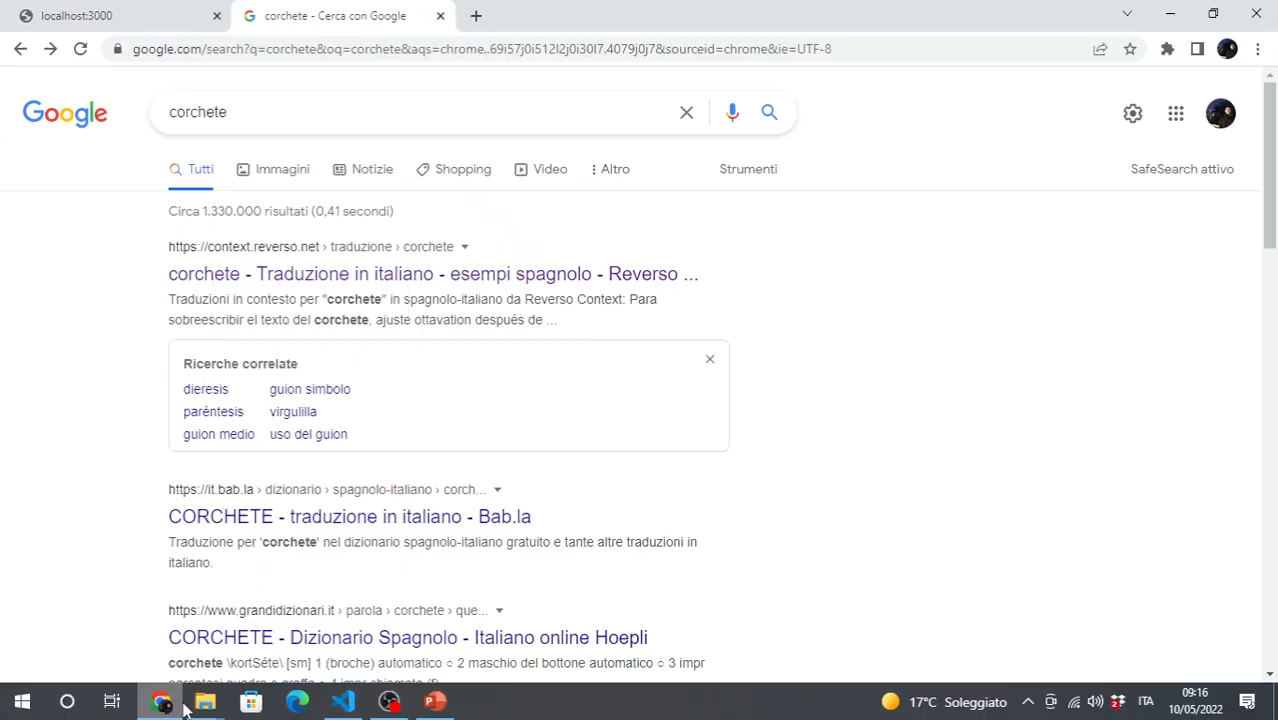 localhost:3000
corchete - Cerca con Google
google.com/search?q=corchete&oq=corchete&aqs=chrome..69i57j0i512l2j0i30l7.4079j0j7&sourceid=chrome&ie=UTF-8
Google
corchete
Tutti Immagini Notizie Shopping Video Altro Strumenti SafeSearch attivo
Circa 1.330.000 risultati (0,41 secondi)
https://context.reverso.net › traduzione › corchete
corchete - Traduzione in italiano - esempi spagnolo - Reverso ...
Traduzioni in contesto per "corchete" in spagnolo-italiano da Reverso Context: Para
sobreescribir el texto del corchete, ajuste ottavation después de ...
Ricerche correlate
dieresis guion simbolo
paréntesis virgulilla
guion medio uso del guion
https://it.bab.la › dizionario › spagnolo-italiano › corch...
CORCHETE - traduzione in italiano - Bab.la
Traduzione per 'corchete' nel dizionario spagnolo-italiano gratuito e tante altre traduzioni in
italiano.
https://www.grandidizionari.it › parola › corchete › que...
CORCHETE - Dizionario Spagnolo - Italiano online Hoepli
corchete \kortSéte\ [sm] 1 (broche) automatico ○ 2 maschio del bottone automatico ○ 3 impr
parentesi quadra o graffa ○ 4 impr chiamata (f)
17°C Soleggiato
ITA
09:16
10/05/2022